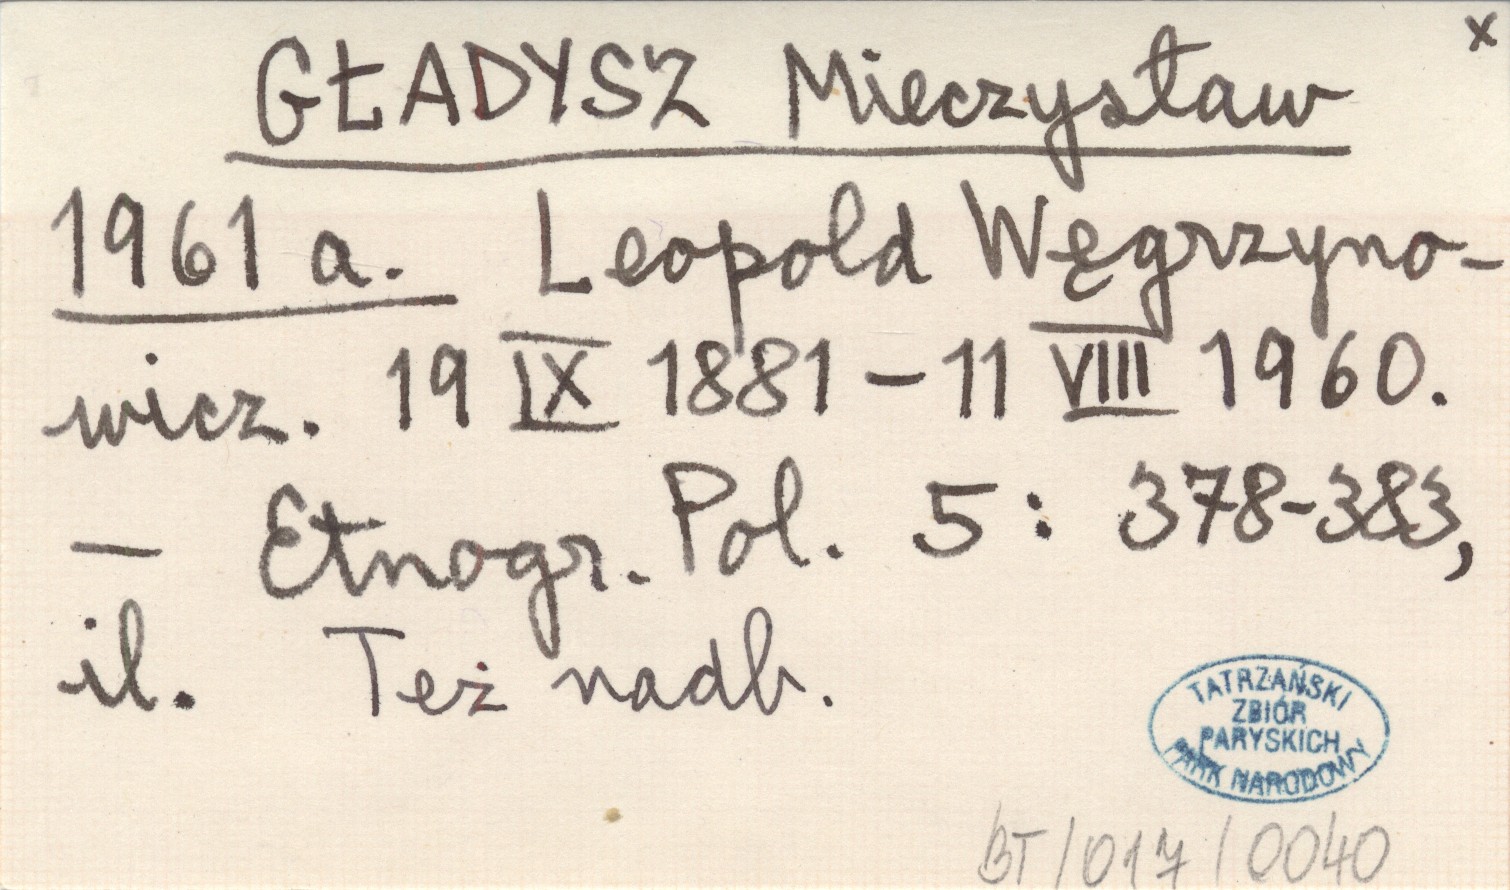 x
GŁADYSZ Mieczysław
1961 a. Leopold Węgrzyno-
wicz. 19 IX 1881 – 11 VIII 1960.
— Etnogr. Pol. 5: 378-383,
il. Też nadb.
TATRZAŃSKI
ZBIÓR
PARYSKICH
PARK NARODOWY
BT/017/0040